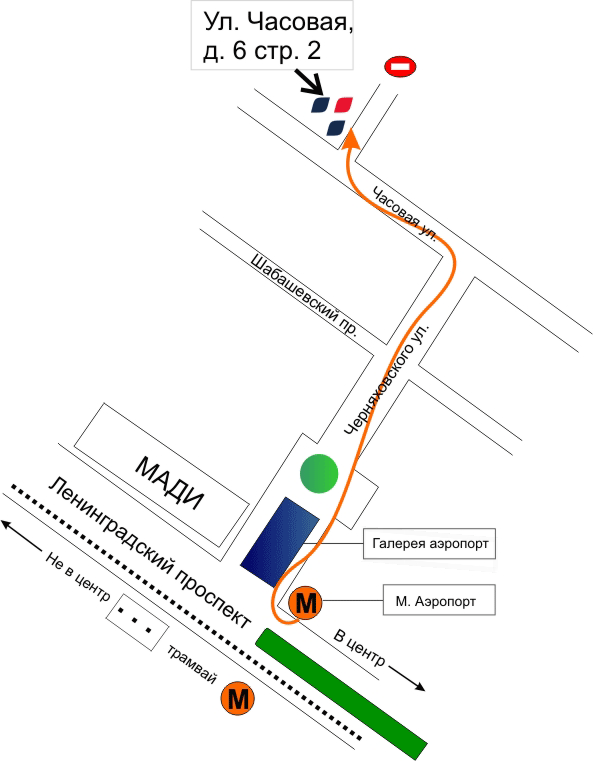 Ул. Часовая,
д. 6 стр. 2
Часовая ул.
Шабашевский пр.
Черняховского ул.
МАДИ
Ленинградский проспект
Галерея аэропорт
М
М. Аэропорт
Не в центр
В центр
трамвай
М